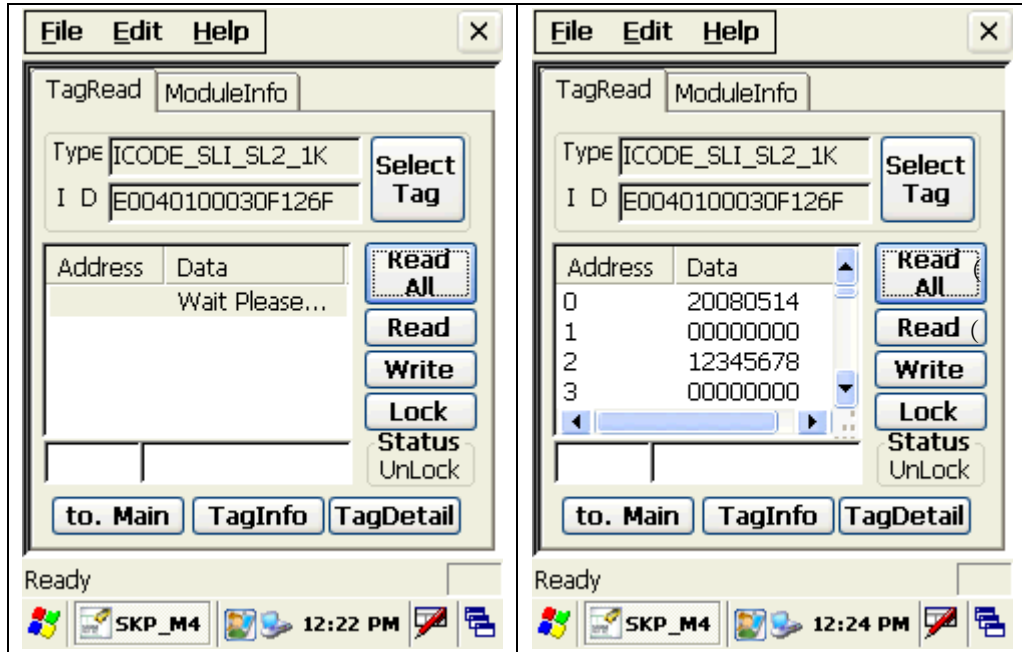 File Edit Help
TagRead ModuleInfo
Type ICODE_SLI_SL2_1K
I D E0040100030F126F
Select
Tag
Address Data
Wait Please...
Read
All
Read
Write
Lock
Status
UnLock
to. Main TagInfo TagDetail
Ready
SKP_M4 12:22 PM
File Edit Help
TagRead ModuleInfo
Type ICODE_SLI_SL2_1K
I D E0040100030F126F
Select
Tag
Address Data
0 20080514
1 00000000
2 12345678
3 00000000
Read (
All
Read (
Write
Lock
Status
UnLock
to. Main TagInfo TagDetail
Ready
SKP_M4 12:24 PM